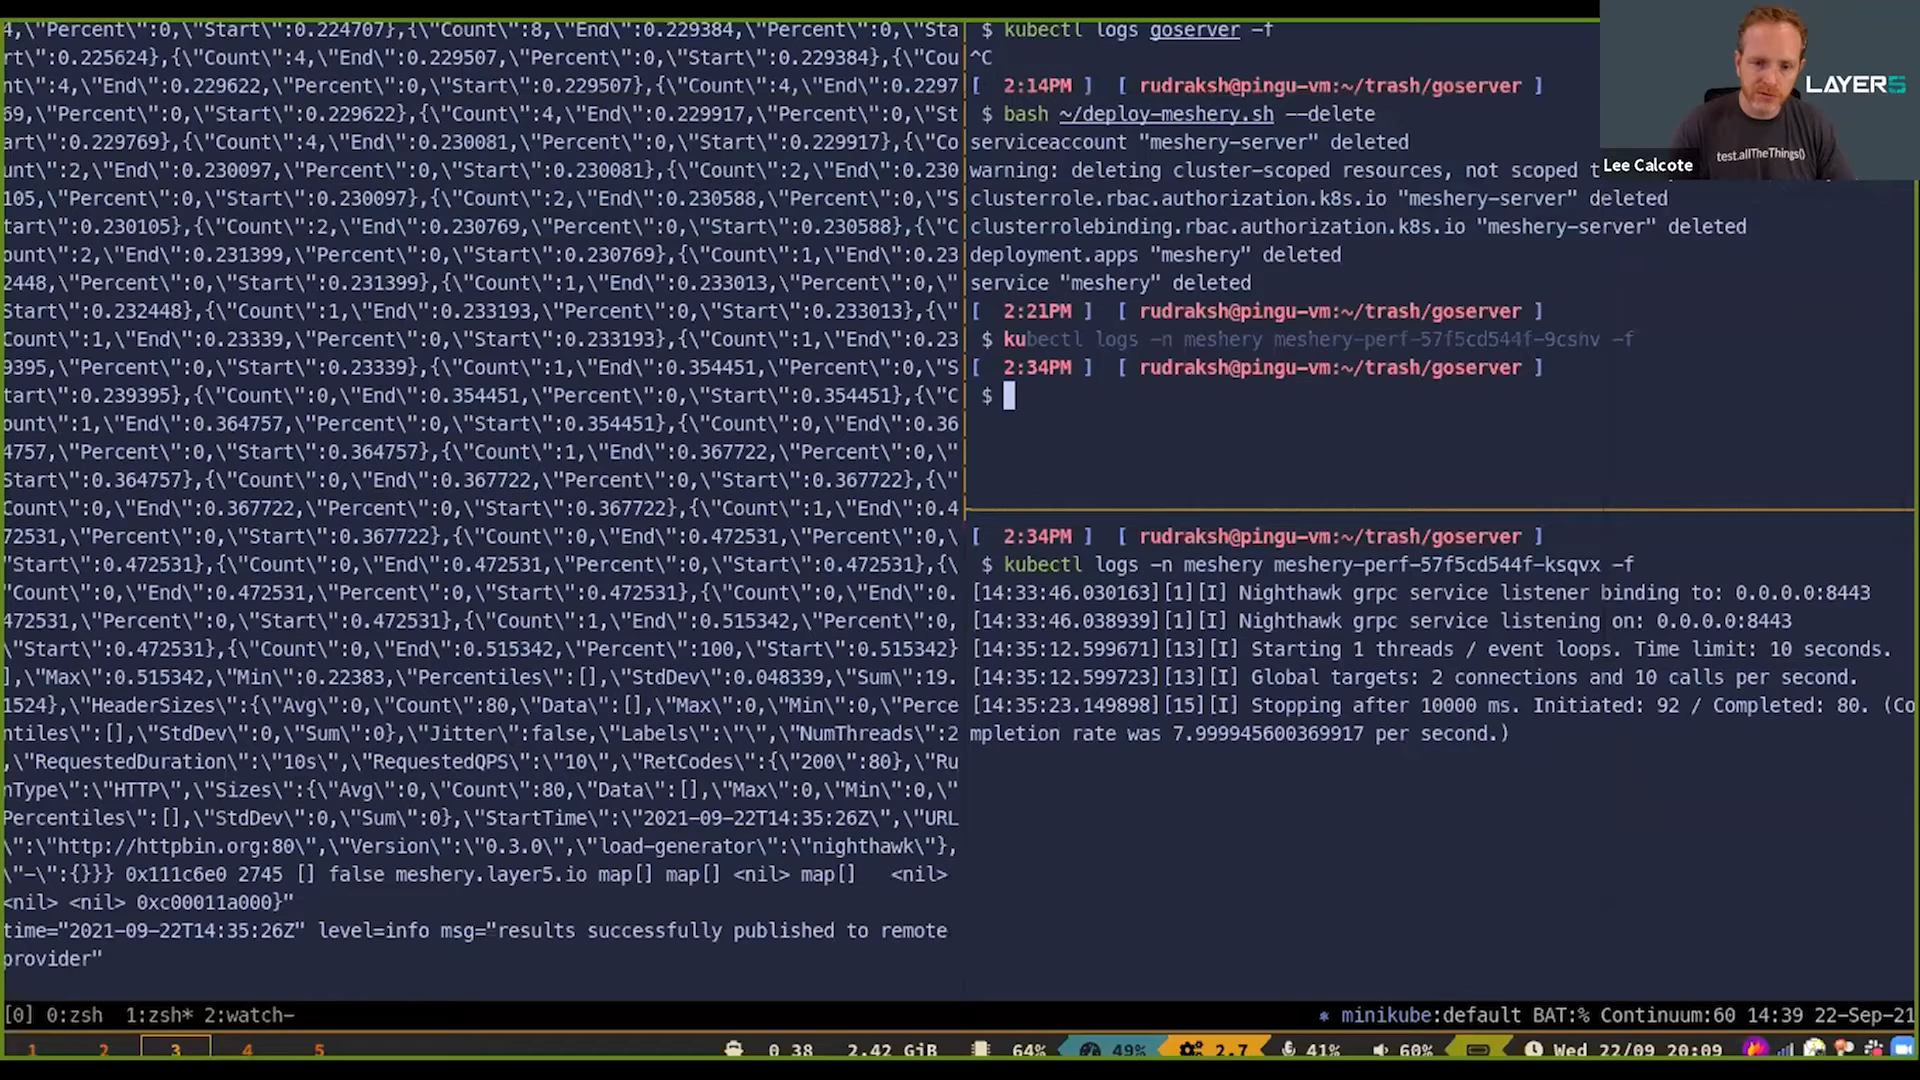 4,\"Percent\":0,\"Start\":0.224707},{\"Count\":8,\"End\":0.229384,\"Percent\":0,\"Sta
rt\":0.225624},{\"Count\":4,\"End\":0.229507,\"Percent\":0,\"Start\":0.229384},{\"Cou
nt\":4,\"End\":0.229622,\"Percent\":0,\"Start\":0.229507},{\"Count\":4,\"End\":0.2297
69,\"Percent\":0,\"Start\":0.229622},{\"Count\":4,\"End\":0.229917,\"Percent\":0,\"St
art\":0.229769},{\"Count\":4,\"End\":0.230081,\"Percent\":0,\"Start\":0.229917},{\"Co
unt\":2,\"End\":0.230097,\"Percent\":0,\"Start\":0.230081},{\"Count\":2,\"End\":0.230
105,\"Percent\":0,\"Start\":0.230097},{\"Count\":2,\"End\":0.230588,\"Percent\":0,\"S
tart\":0.230105},{\"Count\":2,\"End\":0.230769,\"Percent\":0,\"Start\":0.230588},{\"C
ount\":2,\"End\":0.231399,\"Percent\":0,\"Start\":0.230769},{\"Count\":1,\"End\":0.23
2448,\"Percent\":0,\"Start\":0.231399},{\"Count\":1,\"End\":0.233013,\"Percent\":0,\"
Start\":0.232448},{\"Count\":1,\"End\":0.233193,\"Percent\":0,\"Start\":0.233013},{\"
Count\":1,\"End\":0.23339,\"Percent\":0,\"Start\":0.233193},{\"Count\":1,\"End\":0.23
9395,\"Percent\":0,\"Start\":0.23339},{\"Count\":1,\"End\":0.354451,\"Percent\":0,\"S
tart\":0.239395},{\"Count\":0,\"End\":0.354451,\"Percent\":0,\"Start\":0.354451},{\"C
ount\":1,\"End\":0.364757,\"Percent\":0,\"Start\":0.354451},{\"Count\":0,\"End\":0.36
4757,\"Percent\":0,\"Start\":0.364757},{\"Count\":1,\"End\":0.367722,\"Percent\":0,\"
Start\":0.364757},{\"Count\":0,\"End\":0.367722,\"Percent\":0,\"Start\":0.367722},{\"
Count\":0,\"End\":0.367722,\"Percent\":0,\"Start\":0.367722},{\"Count\":1,\"End\":0.4
72531,\"Percent\":0,\"Start\":0.367722},{\"Count\":0,\"End\":0.472531,\"Percent\":0,\
"Start\":0.472531},{\"Count\":0,\"End\":0.472531,\"Percent\":0,\"Start\":0.472531},{\
"Count\":0,\"End\":0.472531,\"Percent\":0,\"Start\":0.472531},{\"Count\":0,\"End\":0.
472531,\"Percent\":0,\"Start\":0.472531},{\"Count\":1,\"End\":0.515342,\"Percent\":0,
\"Start\":0.472531},{\"Count\":0,\"End\":0.515342,\"Percent\":100,\"Start\":0.515342}
],\"Max\":0.515342,\"Min\":0.22383,\"Percentiles\":[],\"StdDev\":0.048339,\"Sum\":19.
1524},\"HeaderSizes\":{\"Avg\":0,\"Count\":80,\"Data\":[],\"Max\":0,\"Min\":0,\"Perce
ntiles\":[],\"StdDev\":0,\"Sum\":0},\"Jitter\":false,\"Labels\":\"\",\"NumThreads\":2
,\"RequestedDuration\":\"10s\",\"RequestedQPS\":\"10\",\"RetCodes\":{\"200\":80},\"Ru
nType\":\"HTTP\",\"Sizes\":{\"Avg\":0,\"Count\":80,\"Data\":[],\"Max\":0,\"Min\":0,\"
Percentiles\":[],\"StdDev\":0,\"Sum\":0},\"StartTime\":\"2021-09-22T14:35:26Z\",\"URL
\":\"http://httpbin.org:80\",\"Version\":\"0.3.0\",\"load-generator\":\"nighthawk\"},
\"-\":{}}} 0x111c6e0 2745 [] false meshery.layer5.io map[] map[] <nil> map[]   <nil>
<nil> <nil> 0xc00011a000}"
time="2021-09-22T14:35:26Z" level=info msg="results successfully published to remote
provider"
$ kubectl logs goserver -f
^C
[ 2:14PM ] [ rudraksh@pingu-vm:~/trash/goserver ]
$ bash ~/deploy-meshery.sh --delete
serviceaccount "meshery-server" deleted
warning: deleting cluster-scoped resources, not scoped t
clusterrole.rbac.authorization.k8s.io "meshery-server" deleted
clusterrolebinding.rbac.authorization.k8s.io "meshery-server" deleted
deployment.apps "meshery" deleted
service "meshery" deleted
[ 2:21PM ] [ rudraksh@pingu-vm:~/trash/goserver ]
$ kubectl logs -n meshery meshery-perf-57f5cd544f-9cshv -f
[ 2:34PM ] [ rudraksh@pingu-vm:~/trash/goserver ]
$
[ 2:34PM ] [ rudraksh@pingu-vm:~/trash/goserver ]
$ kubectl logs -n meshery meshery-perf-57f5cd544f-ksqvx -f
[14:33:46.030163][1][I] Nighthawk grpc service listener binding to: 0.0.0.0:8443
[14:33:46.038939][1][I] Nighthawk grpc service listening on: 0.0.0.0:8443
[14:35:12.599671][13][I] Starting 1 threads / event loops. Time limit: 10 seconds.
[14:35:12.599723][13][I] Global targets: 2 connections and 10 calls per second.
[14:35:23.149898][15][I] Stopping after 10000 ms. Initiated: 92 / Completed: 80. (Co
mpletion rate was 7.999945600369917 per second.)
LAYER5
test.allTheThings()
Lee Calcote
[0] 0:zsh  1:zsh* 2:watch-
minikube:default BAT:% Continuum:60 14:39 22-Sep-21
1 2 3 4 5
0 38 2.42 GiB 64% 49% 2.7 41% 60% Wed 22/09 20:09